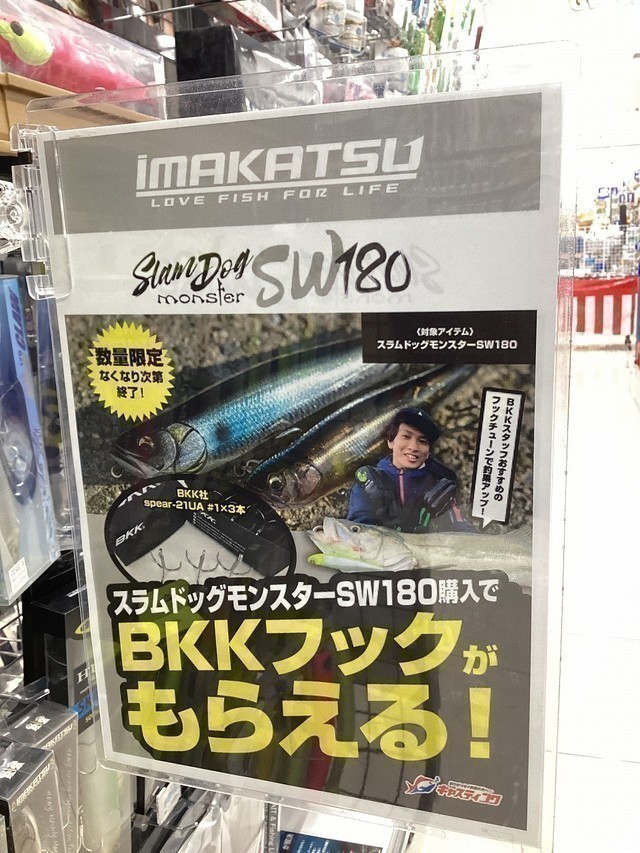 imAKATSU
LOVE FISH FOR LIFE
Slam Dog
monster
SW180
〈対象アイテム〉
スラムドッグモンスターSW180
数量限定
なくなり次第
終了!
BKKスタッフおすすめの
フックチューンで釣果アップ!
BKK社
spear-21UA #1×3本
BKK
スラムドッグモンスターSW180購入で
BKKフックが
もらえる!
キャスティング